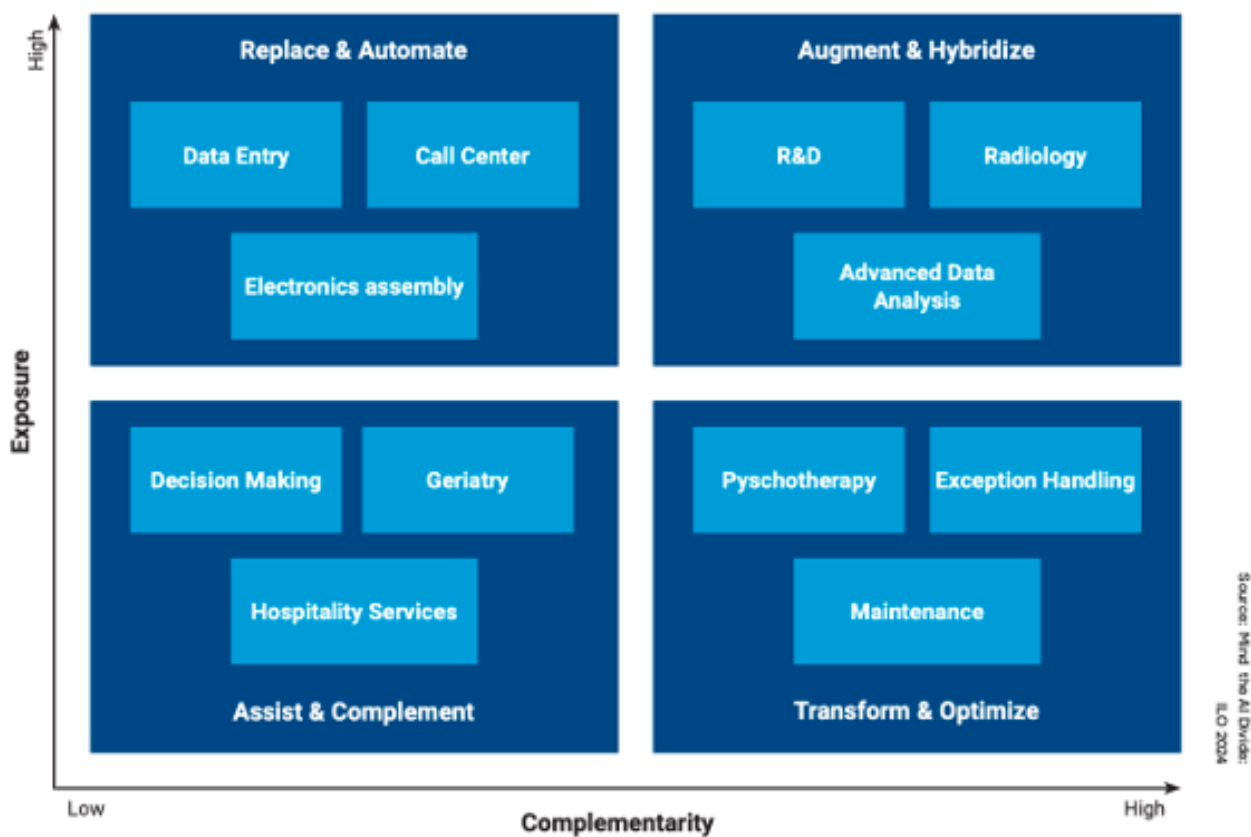 High
Replace & Automate
Data Entry
Call Center
Electronics assembly
Augment & Hybridize
R&D
Radiology
Advanced Data
Analysis
Exposure
Decision Making
Geriatry
Hospitality Services
Assist & Complement
Pyschotherapy
Exception Handling
Maintenance
Transform & Optimize
Source: Mind the AI Divide:
ILO 2024
Low
Complementarity
High